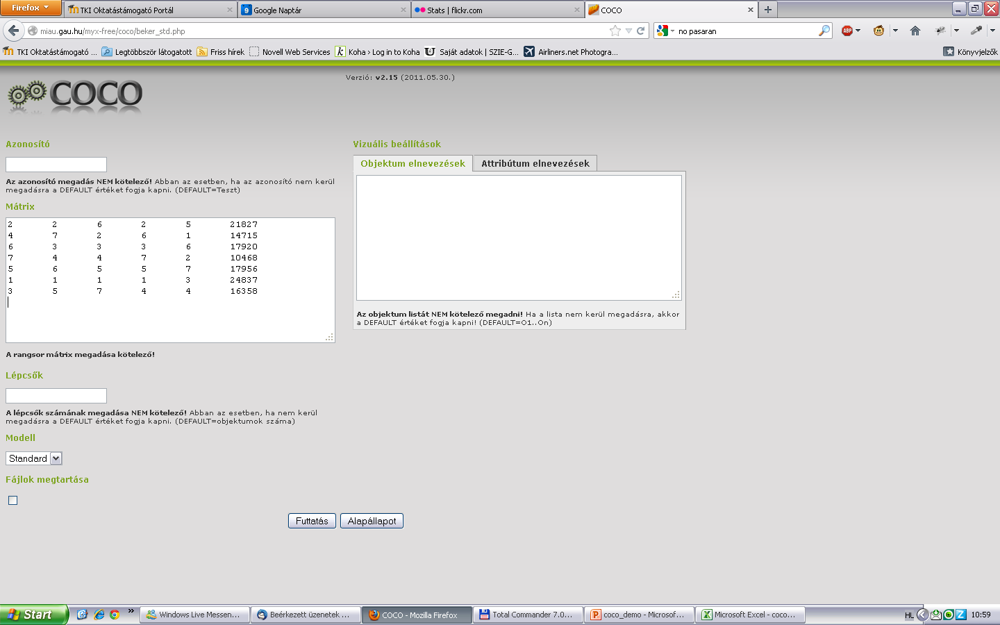 Firefox
TKI Oktatástámogató Portál
Google Naptár
Stats | flickr.com
COCO
miau.gau.hu/myx-free/coco/beker_std.php
no pasaran
TKI Oktatástámogató ...
Legtöbbször látogatott
Friss hírek
Novell Web Services
Koha › Log in to Koha
Saját adatok | SZIE-G...
Airliners.net Photogra...
Könyvjelzők
COCO
Verzió: v2.15 (2011.05.30.)
Azonosító
Az azonosító megadás NEM kötelező! Abban az esetben, ha az azonosító nem kerül
megadásra a DEFAULT értéket fogja kapni. (DEFAULT=Teszt)
Mátrix
2 2 6 2 5 21827
4 7 2 6 1 14715
6 3 3 3 6 17920
7 4 4 7 2 10468
5 6 5 5 7 17956
1 1 1 1 3 24837
3 5 7 4 4 16358
A rangsor mátrix megadása kötelező!
Lépcsők
A lépcsők számának megadása NEM kötelező! Abban az esetben, ha nem kerül
megadásra a DEFAULT értéket fogja kapni. (DEFAULT=objektumok száma)
Modell
Standard
Fájlok megtartása
Futtatás
Alapállapot
Vizuális beállítások
Objektum elnevezések
Attribútum elnevezések
Az objektum listát NEM kötelező megadni! Ha a lista nem kerül megadásra, akkor
a DEFAULT értéket fogja kapni! (DEFAULT=O1..On)
Start
Windows Live Messen...
Beérkezett üzenetek ...
COCO - Mozilla Firefox
Total Commander 7.0...
coco_demo - Microsof...
Microsoft Excel - coco...
HL
10:59